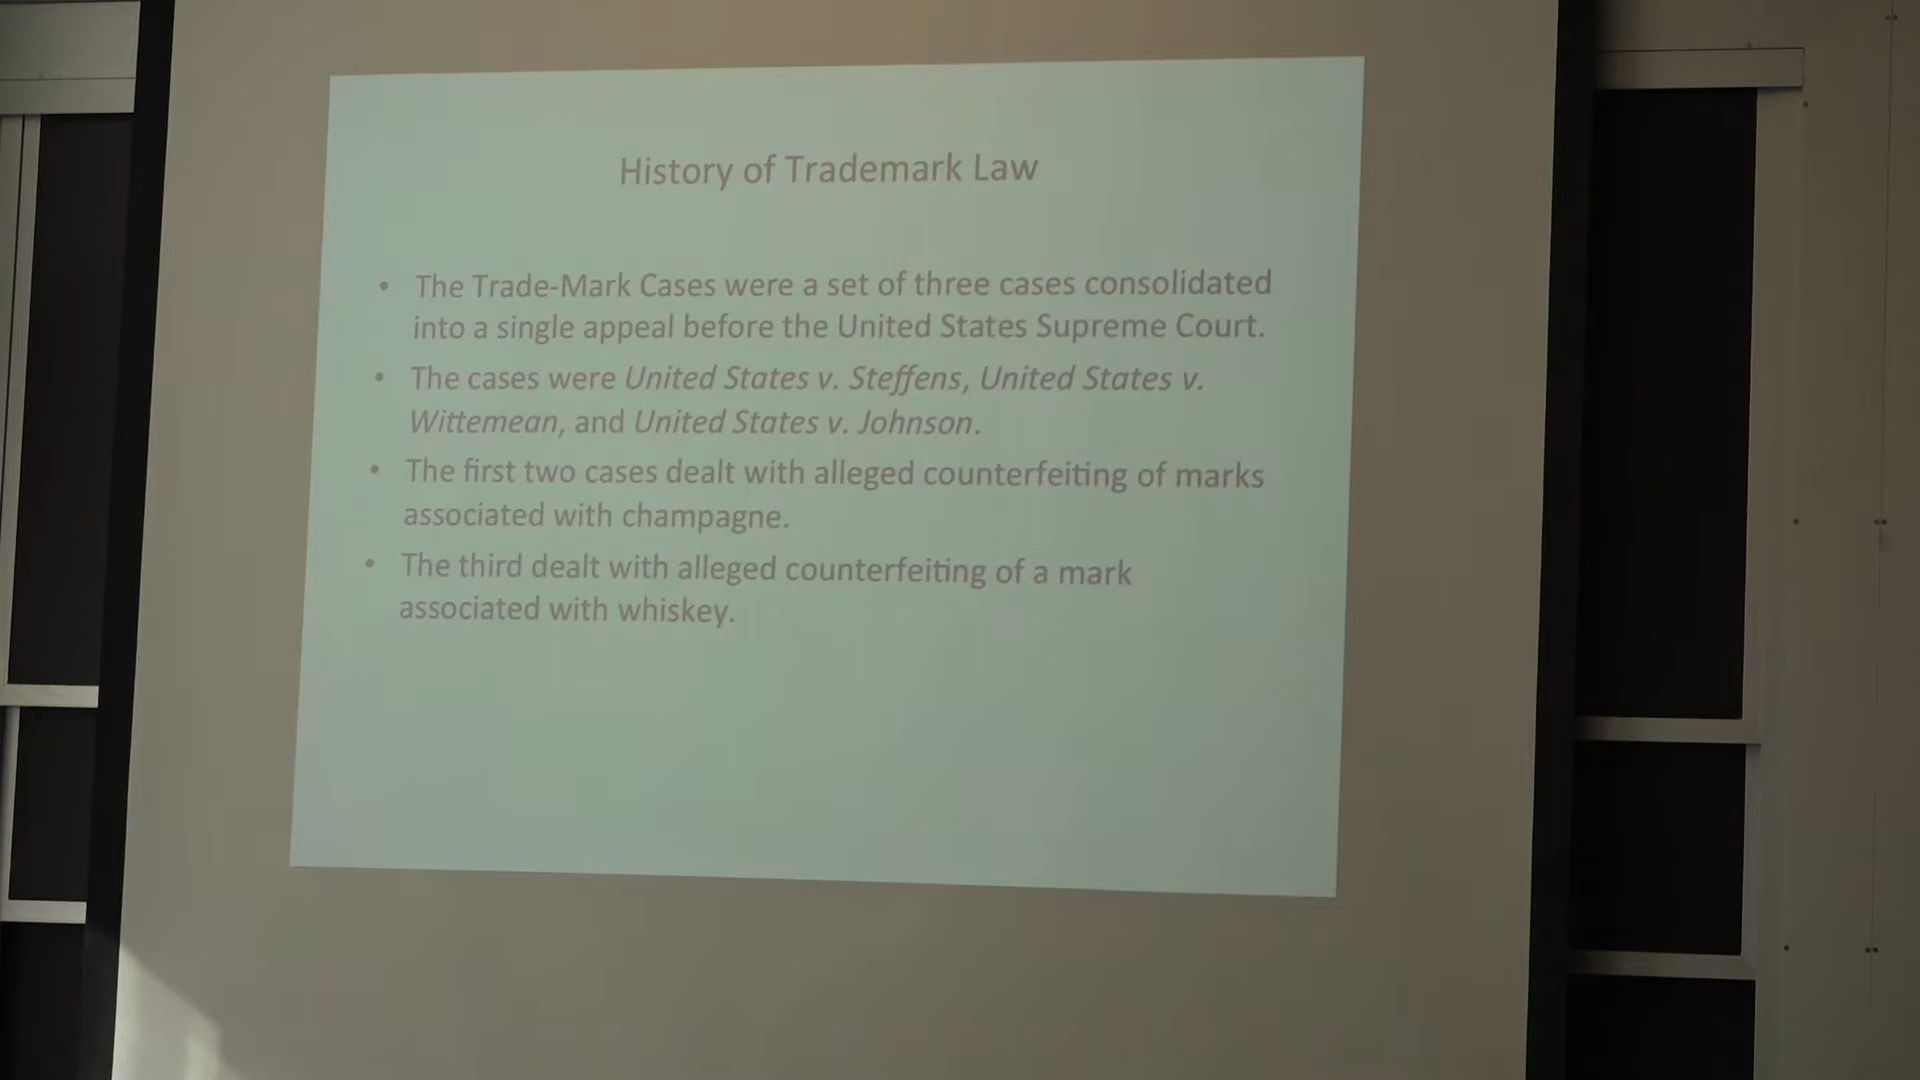 History of Trademark Law
• The Trade-Mark Cases were a set of three cases consolidated
into a single appeal before the United States Supreme Court.
• The cases were United States v. Steffens, United States v.
Wittemean, and United States v. Johnson.
• The first two cases dealt with alleged counterfeiting of marks
associated with champagne.
• The third dealt with alleged counterfeiting of a mark
associated with whiskey.